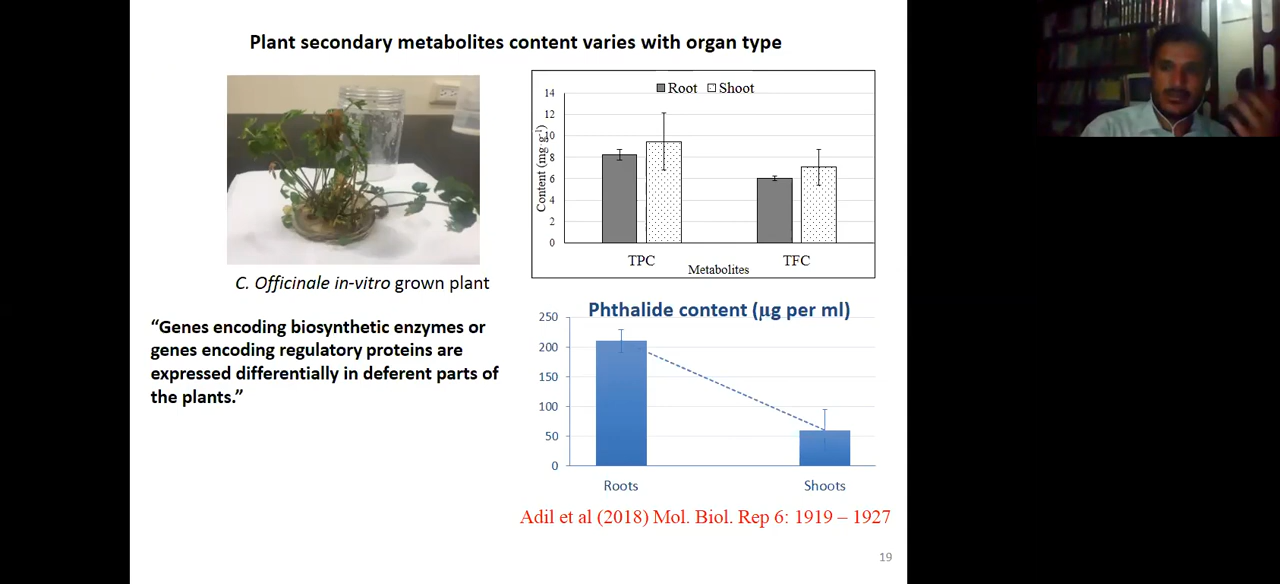 Plant secondary metabolites content varies with organ type
C. Officinale in-vitro grown plant
“Genes encoding biosynthetic enzymes or
genes encoding regulatory proteins are
expressed differentially in deferent parts of
the plants.”
Root Shoot
Content (mg g-1)
14
12
10
8
6
4
2
0
TPC TFC
Metabolites
Phthalide content (µg per ml)
250
200
150
100
50
0
Roots Shoots
Adil et al (2018) Mol. Biol. Rep 6: 1919 – 1927
19